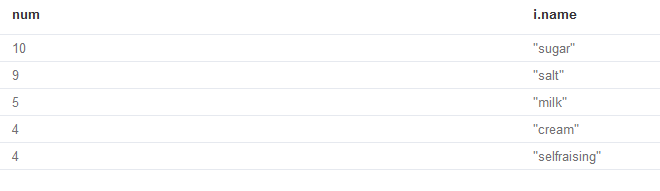 num i.name
10 "sugar"
9 "salt"
5 "milk"
4 "cream"
4 "selfraising"